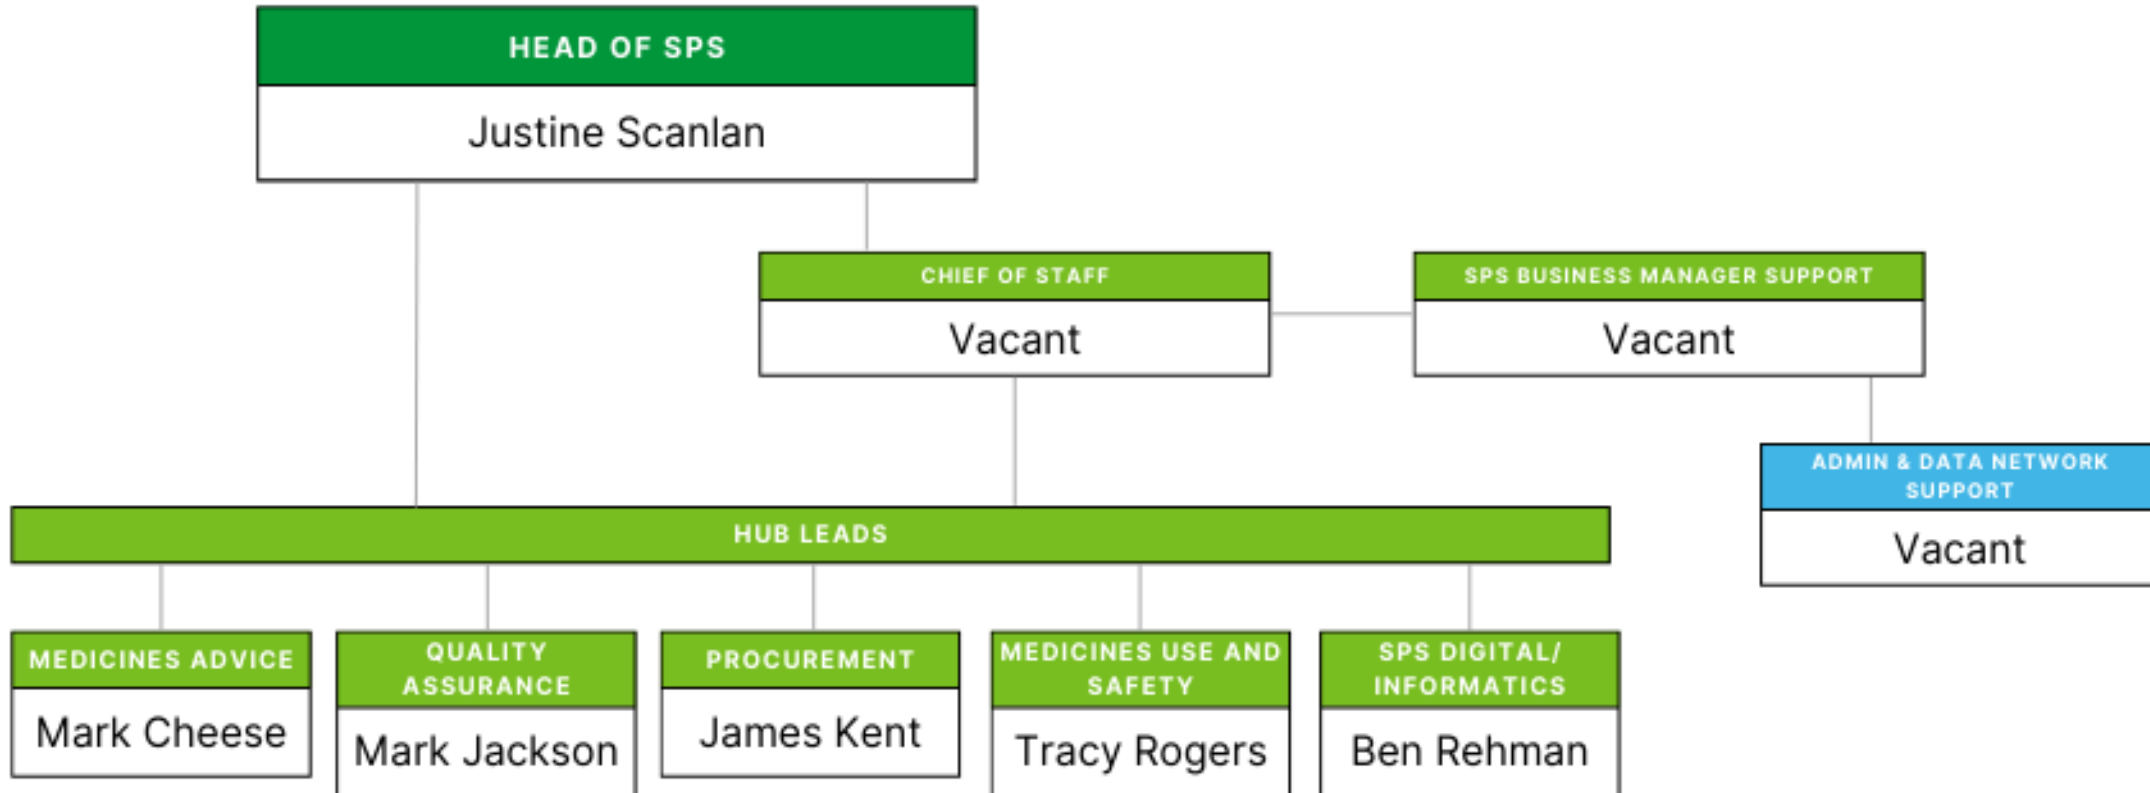 HEAD OF SPS
Justine Scanlan
CHIEF OF STAFF
Vacant
SPS BUSINESS MANAGER SUPPORT
Vacant
ADMIN & DATA NETWORK
SUPPORT
Vacant
HUB LEADS
MEDICINES ADVICE
Mark Cheese
QUALITY
ASSURANCE
Mark Jackson
PROCUREMENT
James Kent
MEDICINES USE AND
SAFETY
Tracy Rogers
SPS DIGITAL/
INFORMATICS
Ben Rehman